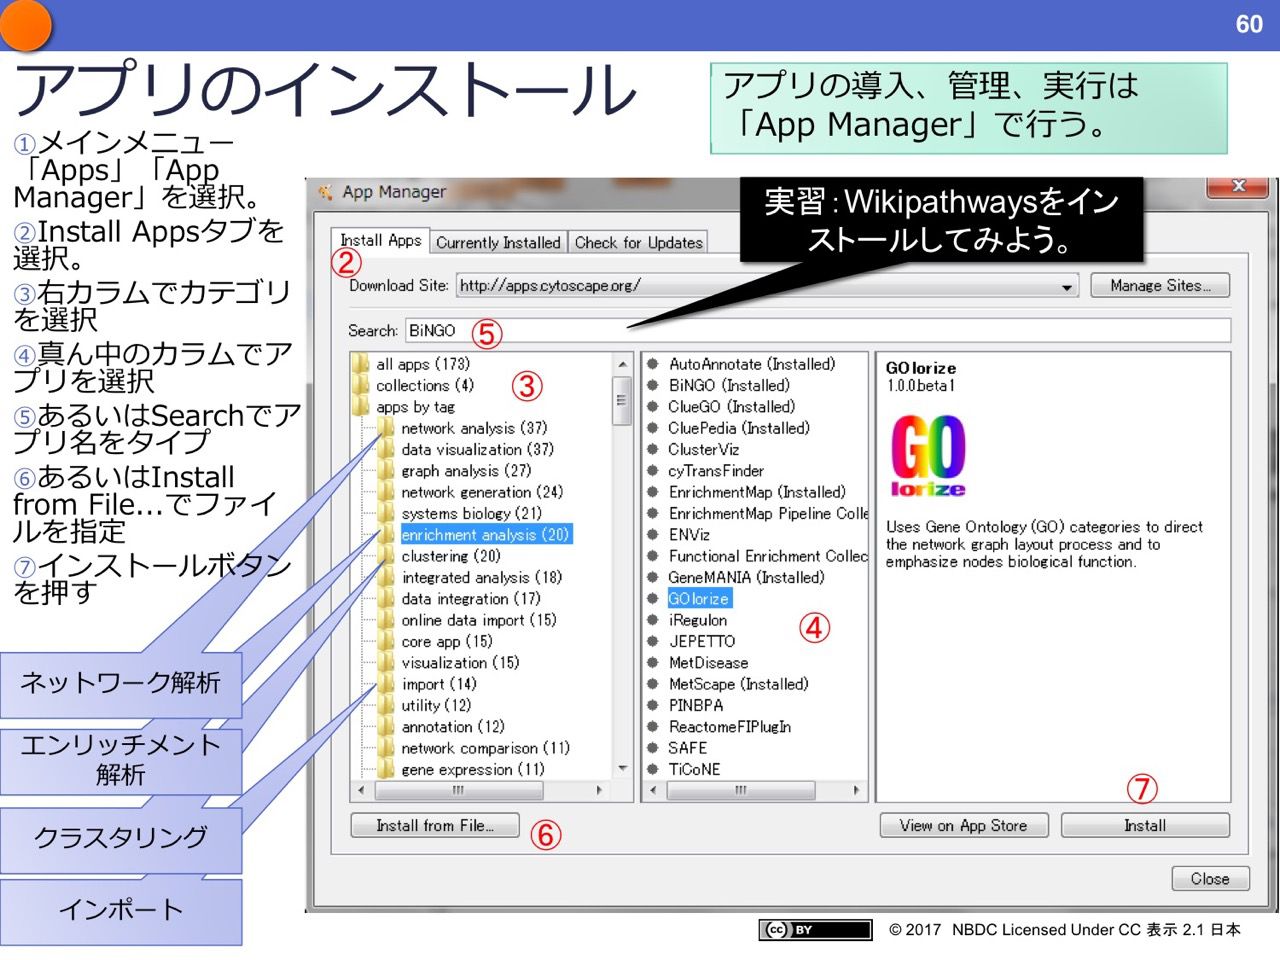 60
アプリのインストール
アプリの導入、管理、実行は
「App Manager」で行う。
①メインメニュー
「Apps」「App
Manager」を選択。
②Install Appsタブを
選択。
③右カラムでカテゴリ
を選択
④真ん中のカラムでア
プリを選択
⑤あるいはSearchでア
プリ名をタイプ
⑥あるいはInstall
from File...でファイ
ルを指定
⑦インストールボタン
を押す
ネットワーク解析
エンリッチメント
解析
クラスタリング
インポート
App Manager
実習：Wikipathwaysをイン
ストールしてみよう。
Install Apps
Currently Installed
Check for Updates
②
Download Site: http://apps.cytoscape.org/
Manage Sites...
Search: BiNGO
⑤
all apps (173)
collections (4)
③
apps by tag
network analysis (37)
data visualization (37)
graph analysis (27)
network generation (24)
systems biology (21)
enrichment analysis (20)
clustering (20)
integrated analysis (18)
data integration (17)
online data import (15)
core app (15)
visualization (15)
import (14)
utility (12)
annotation (12)
network comparison (11)
gene expression (11)
AutoAnnotate (Installed)
BiNGO (Installed)
ClueGO (Installed)
CluePedia (Installed)
ClusterViz
cyTransFinder
EnrichmentMap (Installed)
EnrichmentMap Pipeline Colle
ENViz
Functional Enrichment Collec
GeneMANIA (Installed)
GOlorize
iRegulon
④
JEPETTO
MetDisease
MetScape (Installed)
PINBPA
ReactomeFIPlugIn
SAFE
TiCoNE
GOlorize
1.0.0.beta1
GO
lorize
Uses Gene Ontology (GO) categories to direct
the network graph layout process and to
emphasize nodes biological function.
⑦
Install from File...
⑥
View on App Store
Install
Close
cc BY
© 2017 NBDC Licensed Under CC 表示 2.1 日本